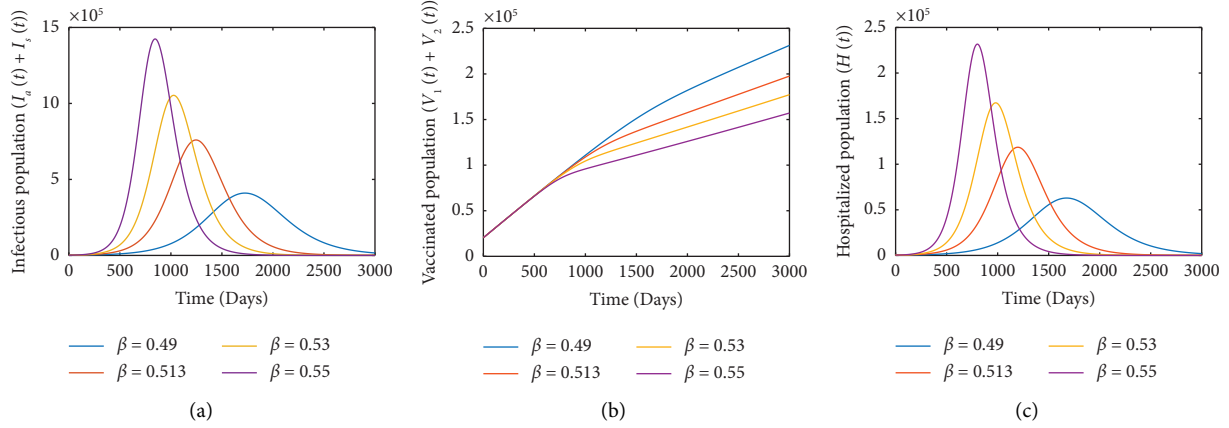 ×10⁵
15
10
5
0
0 500 1000 1500 2000 2500 3000
Infectious population (Iₐ (t) + Iₛ (t))
Time (Days)
β = 0.49 β = 0.53
β = 0.513 β = 0.55
(a)
×10⁵
2.5
2
1.5
1
0.5
0
0 500 1000 1500 2000 2500 3000
Vaccinated population (V₁ (t) + V₂ (t))
Time (Days)
β = 0.49 β = 0.53
β = 0.513 β = 0.55
(b)
×10⁵
2.5
2
1.5
1
0.5
0
0 500 1000 1500 2000 2500 3000
Hospitalized population (H (t))
Time (Days)
β = 0.49 β = 0.53
β = 0.513 β = 0.55
(c)